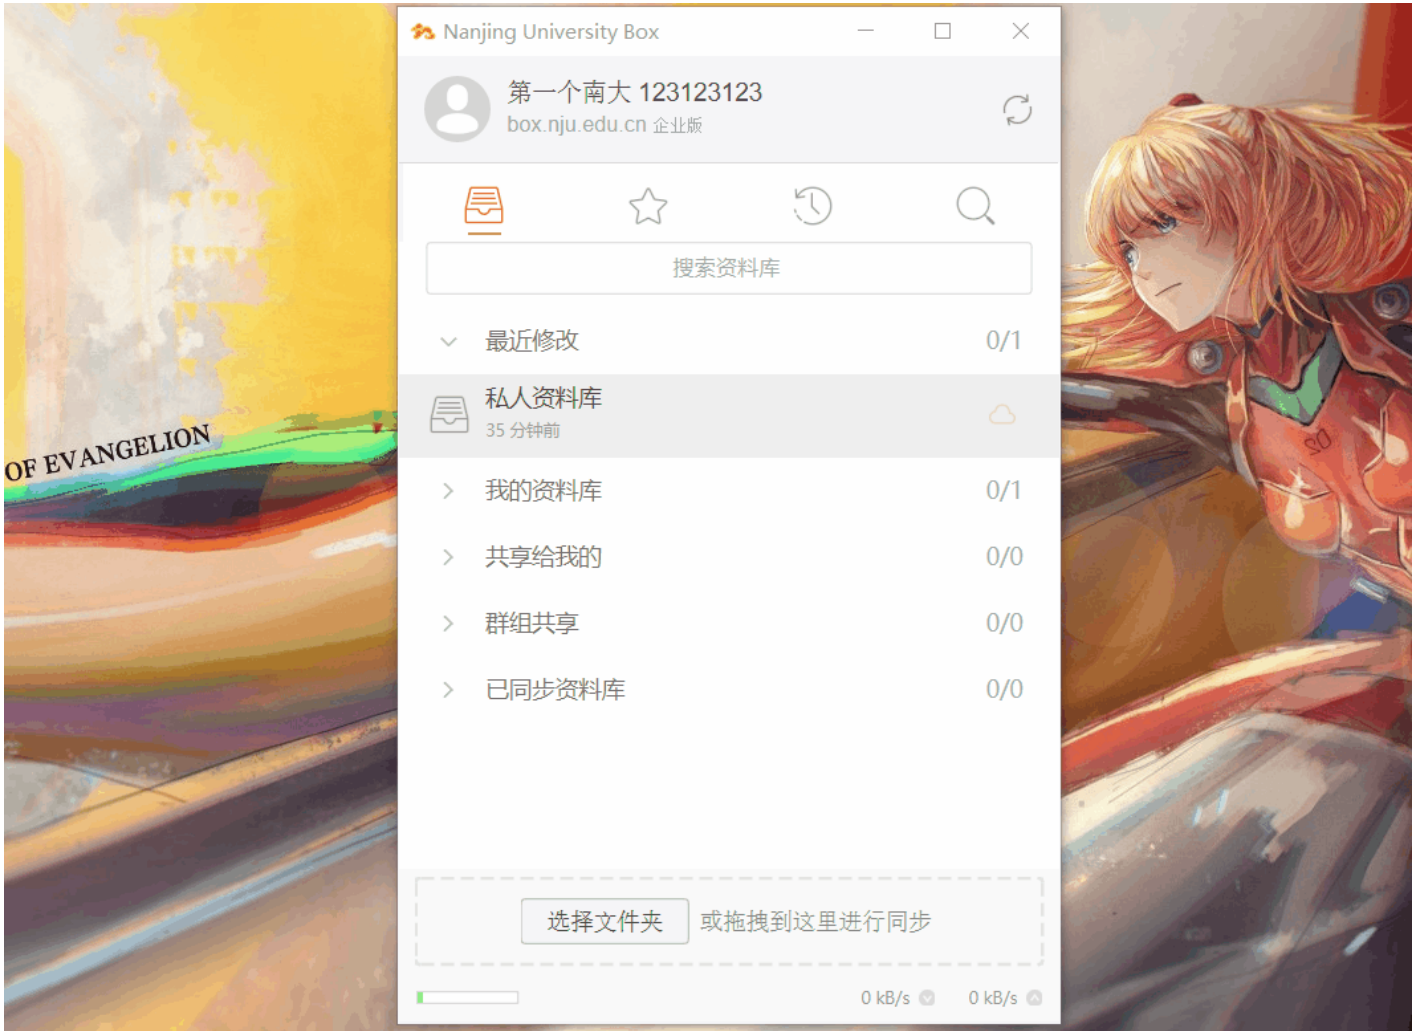 Nanjing University Box
第一个南大 123123123
box.nju.edu.cn 企业版
搜索资料库
最近修改 0/1
私人资料库
35 分钟前
我的资料库 0/1
共享给我的 0/0
群组共享 0/0
已同步资料库 0/0
选择文件夹 或拖拽到这里进行同步
0 kB/s 0 kB/s
OF EVANGELION
02